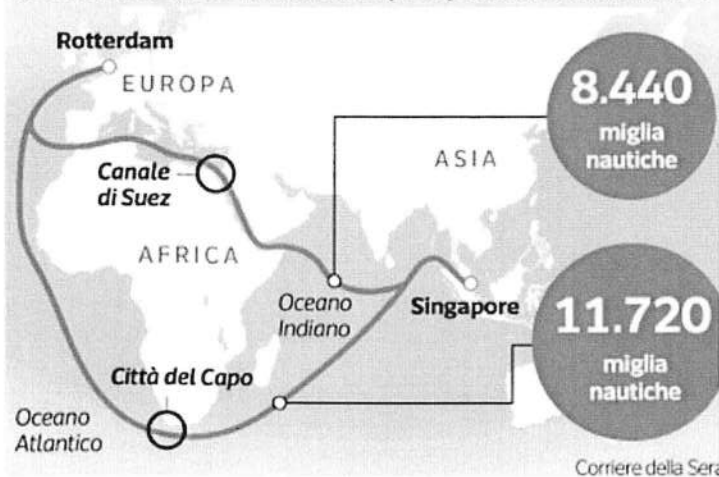 Rotterdam
EUROPA
8.440
miglia
nautiche
Canale
di Suez
ASIA
AFRICA
Oceano
Indiano
Singapore
11.720
miglia
nautiche
Città del Capo
Oceano
Atlantico
Corriere della Sera